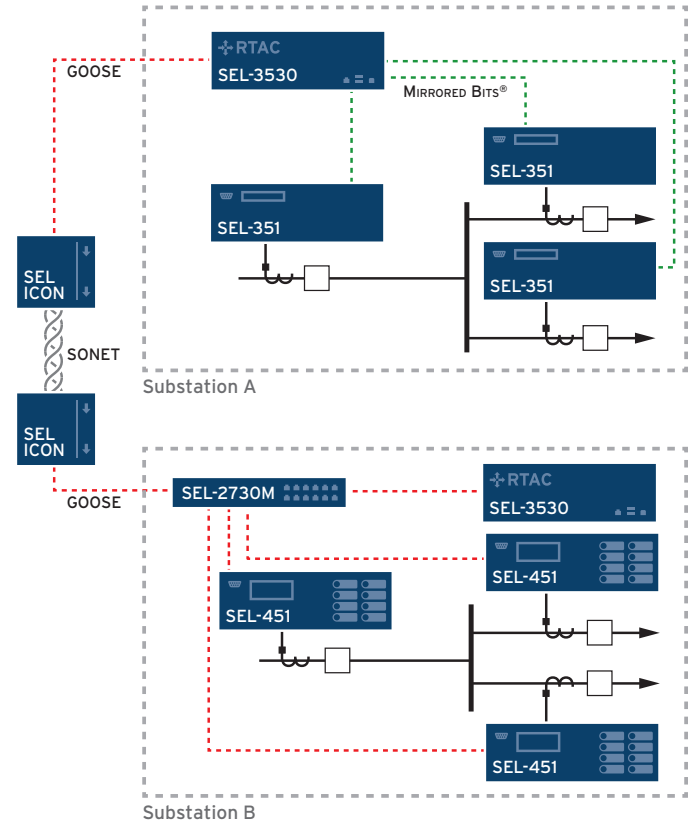 RTAC
SEL-3530
GOOSE
MIRRORED BITS®
SEL-351
SEL-351
SEL-351
SEL
ICON
SONET
Substation A
SEL
ICON
GOOSE
SEL-2730M
RTAC
SEL-3530
SEL-451
SEL-451
SEL-451
Substation B